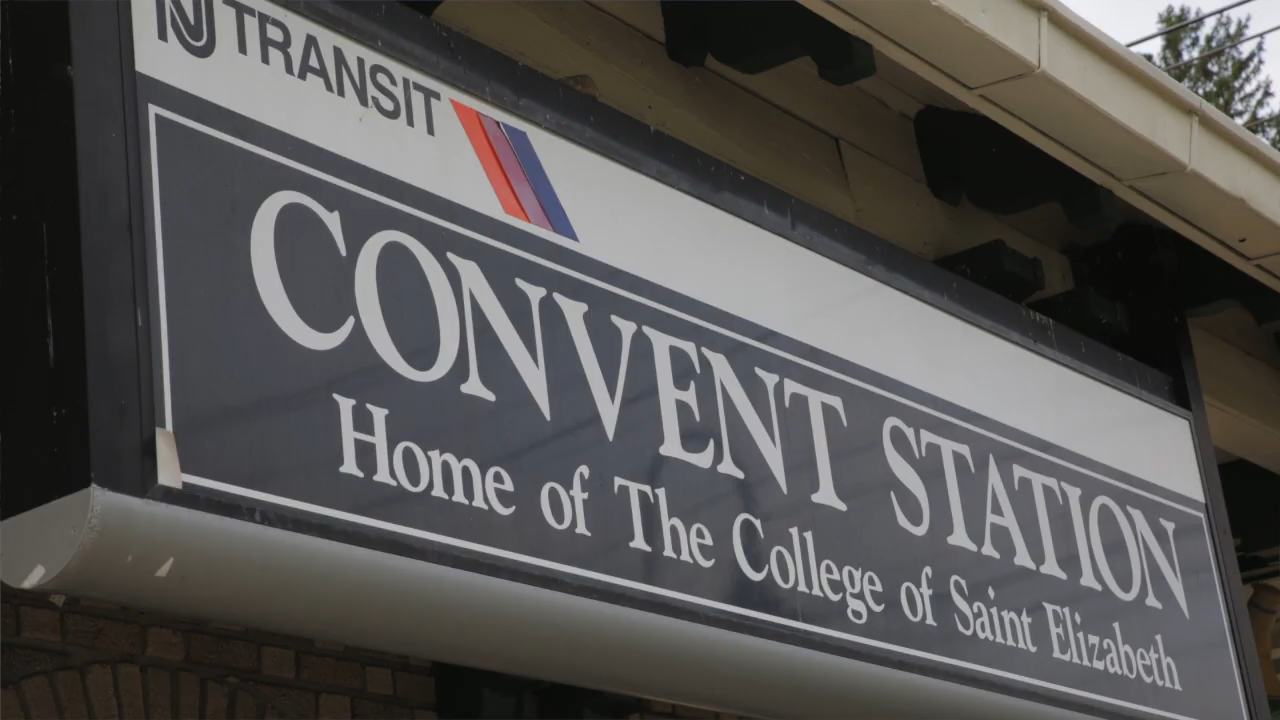 NJ TRANSIT
CONVENT STATION
Home of The College of Saint Elizabeth